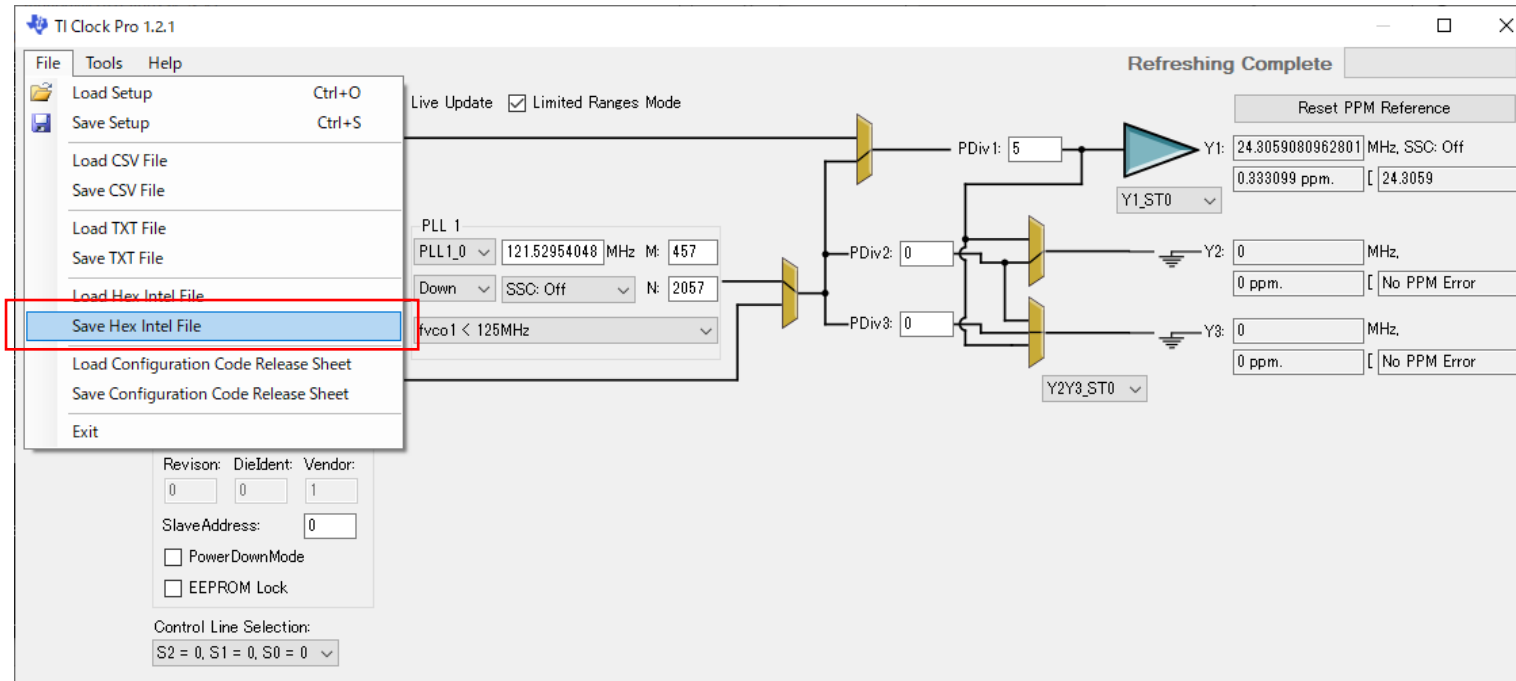 TI Clock Pro 1.2.1
File Tools Help
Refreshing Complete
Load Setup Ctrl+O
Save Setup Ctrl+S
Load CSV File
Save CSV File
Load TXT File
Save TXT File
Load Hex Intel File
Save Hex Intel File
Load Configuration Code Release Sheet
Save Configuration Code Release Sheet
Exit
Live Update Limited Ranges Mode
Reset PPM Reference
PDiv1: 5
Y1: 24.3059080962801 MHz, SSC: Off
0.333099 ppm. [ 24.3059
Y1_ST0
PLL 1
PLL1_0 121.52954048 MHz M: 457
Down SSC: Off N: 2057
fvco1 < 125MHz
PDiv2: 0
Y2: 0 MHz,
0 ppm. [ No PPM Error
PDiv3: 0
Y3: 0 MHz,
0 ppm. [ No PPM Error
Y2Y3_ST0
Revison: DieIdent: Vendor:
0 0 1
SlaveAddress: 0
PowerDownMode
EEPROM Lock
Control Line Selection:
S2 = 0, S1 = 0, S0 = 0